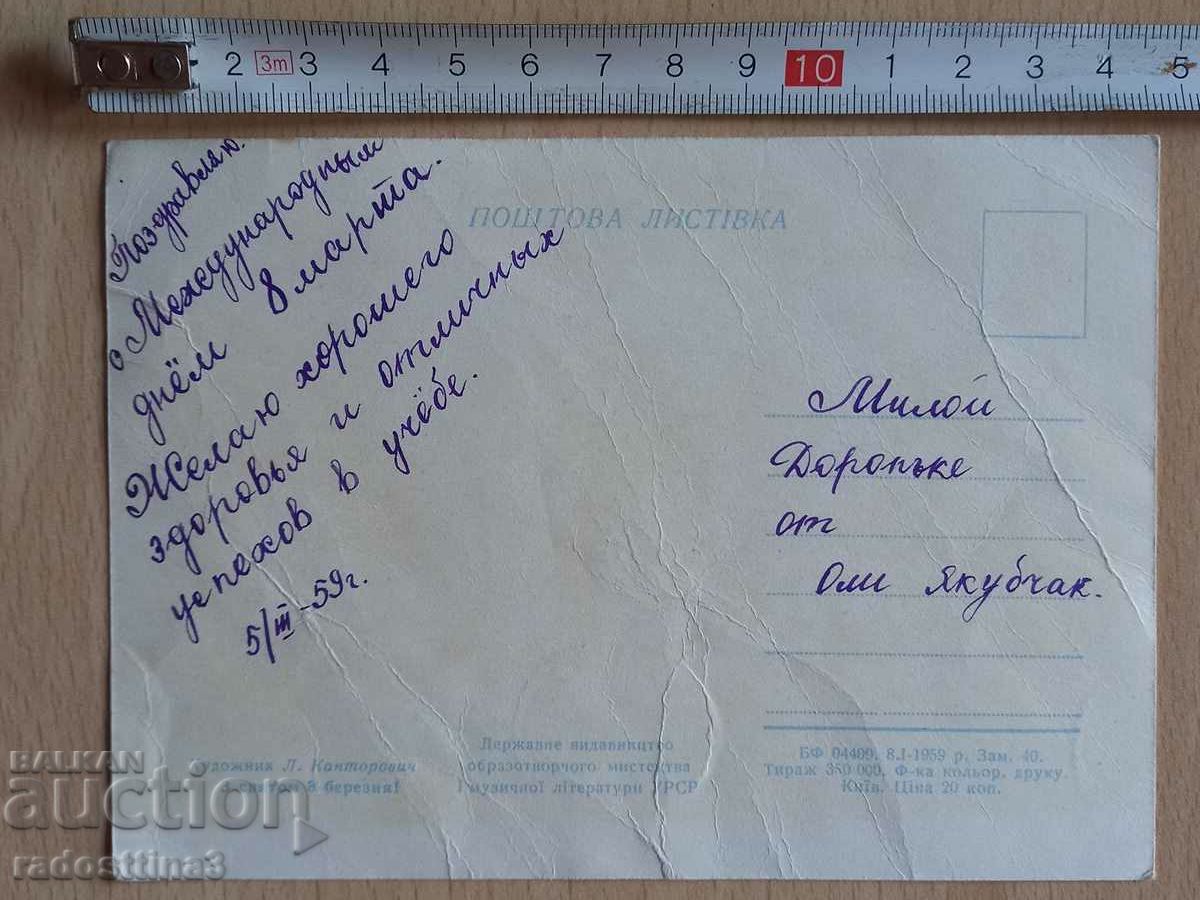 2 3m 3 4 5 6 7 8 9 10 1 2 3 4 5
ПОШТОВА ЛИСТІВКА
Поздравляю
с Международным
днём 8 марта.
Желаю хорошего
здоровья и отличных
успехов в учёбе.
5/III-59г.
Милой
от
Оли Якубчак.
Художник Л. Канторович
З святом 8 березня!
Державне видавництво
образотворчого мистецтва
і музичної літератури УРСР
БФ 04409. 8.I-1959 р. Зам. 40.
Тираж 350 000. Ф-ка кольор. друку.
Київ. Ціна 20 коп.
BALKAN
auction
radosttina3